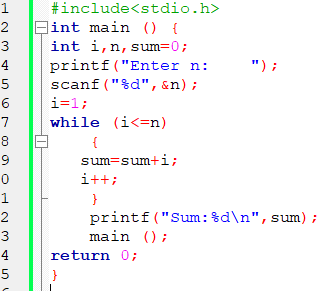 1 #include<stdio.h>
2 int main () {
3 int i,n,sum=0;
4 printf("Enter n:    ");
5 scanf("%d",&n);
6 i=1;
7 while (i<=n)
8 {
9 sum=sum+i;
0 i++;
1 }
2 printf("Sum:%d\n",sum);
3 main ();
4 return 0;
5 }
6